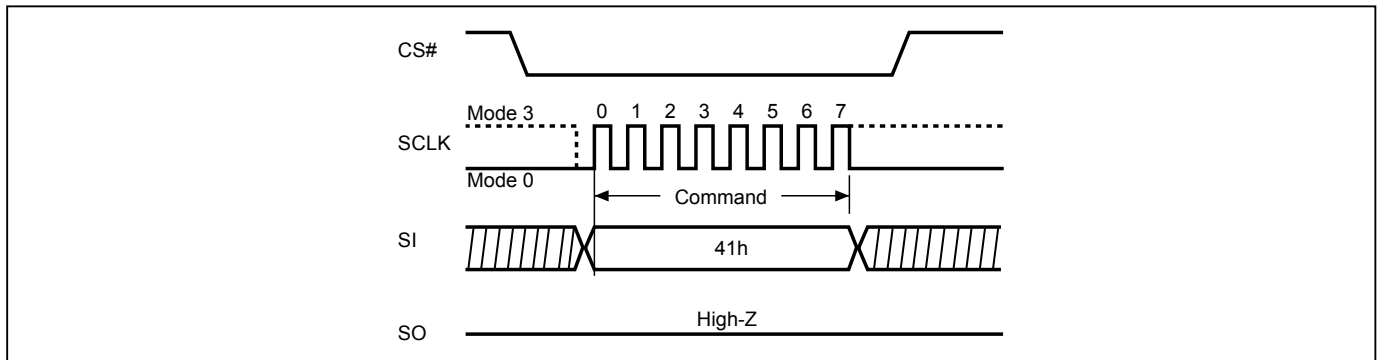 CS#
Mode 3
0 1 2 3 4 5 6 7
SCLK
Mode 0
Command
SI
41h
High-Z
SO